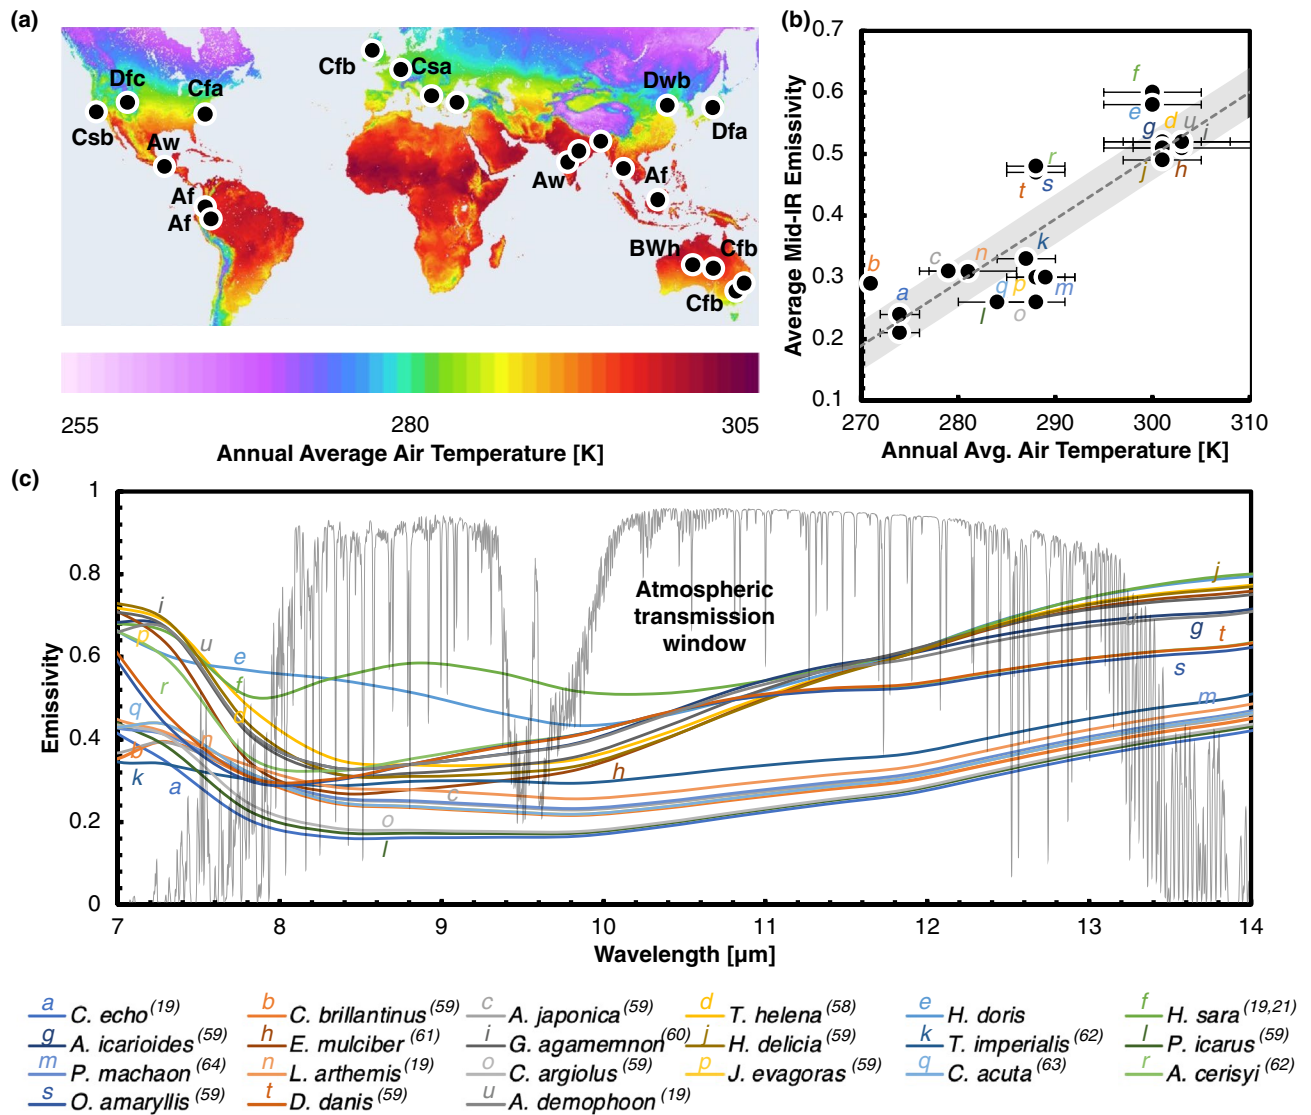 (a)
Cfb
Csa
Dfc
Cfa
Dwb
Csb
Dfa
Aw
Aw
Af
Af
Af
BWh
Cfb
Cfb
255
280
305
Annual Average Air Temperature [K]
(b)
0.7
0.6
0.5
0.4
0.3
0.2
0.1
Average Mid-IR Emissivity
f
e
g
d
u
i
j
h
r
t
s
k
c
n
b
q
p
m
a
l
o
270
280
290
300
310
Annual Avg. Air Temperature [K]
(c)
1
0.8
0.6
0.4
0.2
0
Emissivity
Atmospheric
transmission
window
i
p
u
e
f
r
d
q
n
b
k
a
c
o
l
h
j
g
t
s
m
7
8
9
10
11
12
13
14
Wavelength [µm]
a C. echo (19)
b C. brillantinus (59)
c A. japonica (59)
d T. helena (58)
e H. doris
f H. sara (19,21)
g A. icarioides (59)
h E. mulciber (61)
i G. agamemnon 60)
j H. delicia (59)
k T. imperialis (62)
l P. icarus (59)
m P. machaon (64)
n L. arthemis (19)
o C. argiolus (59)
p J. evagoras (59)
q C. acuta (63)
r A. cerisyi (62)
s O. amaryllis (59)
t D. danis (59)
u A. demophoon (19)